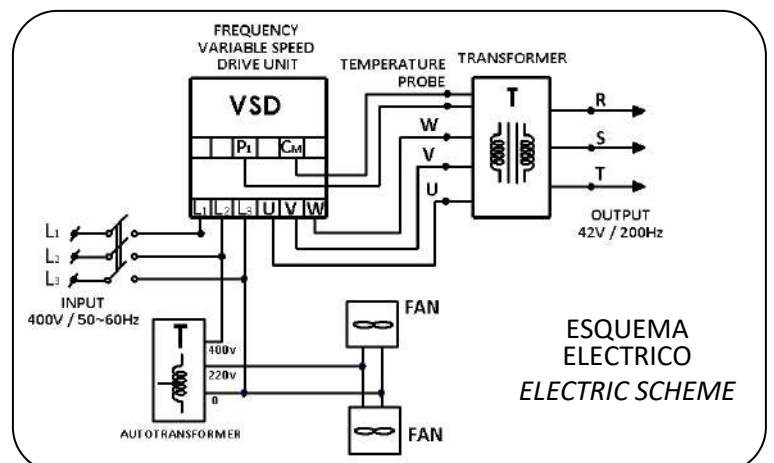 FREQUENCY
VARIABLE SPEED
DRIVE UNIT
VSD
P1 CM
L1 L2 L3 U V W
TEMPERATURE
PROBE
TRANSFORMER
T
W
V
U
R
S
T
OUTPUT
42V / 200Hz
L1
L2
L3
INPUT
400V / 50~60Hz
T
400v
220v
0
AUTOTRANSFORMER
FAN
FAN
ESQUEMA
ELECTRICO
ELECTRIC SCHEME